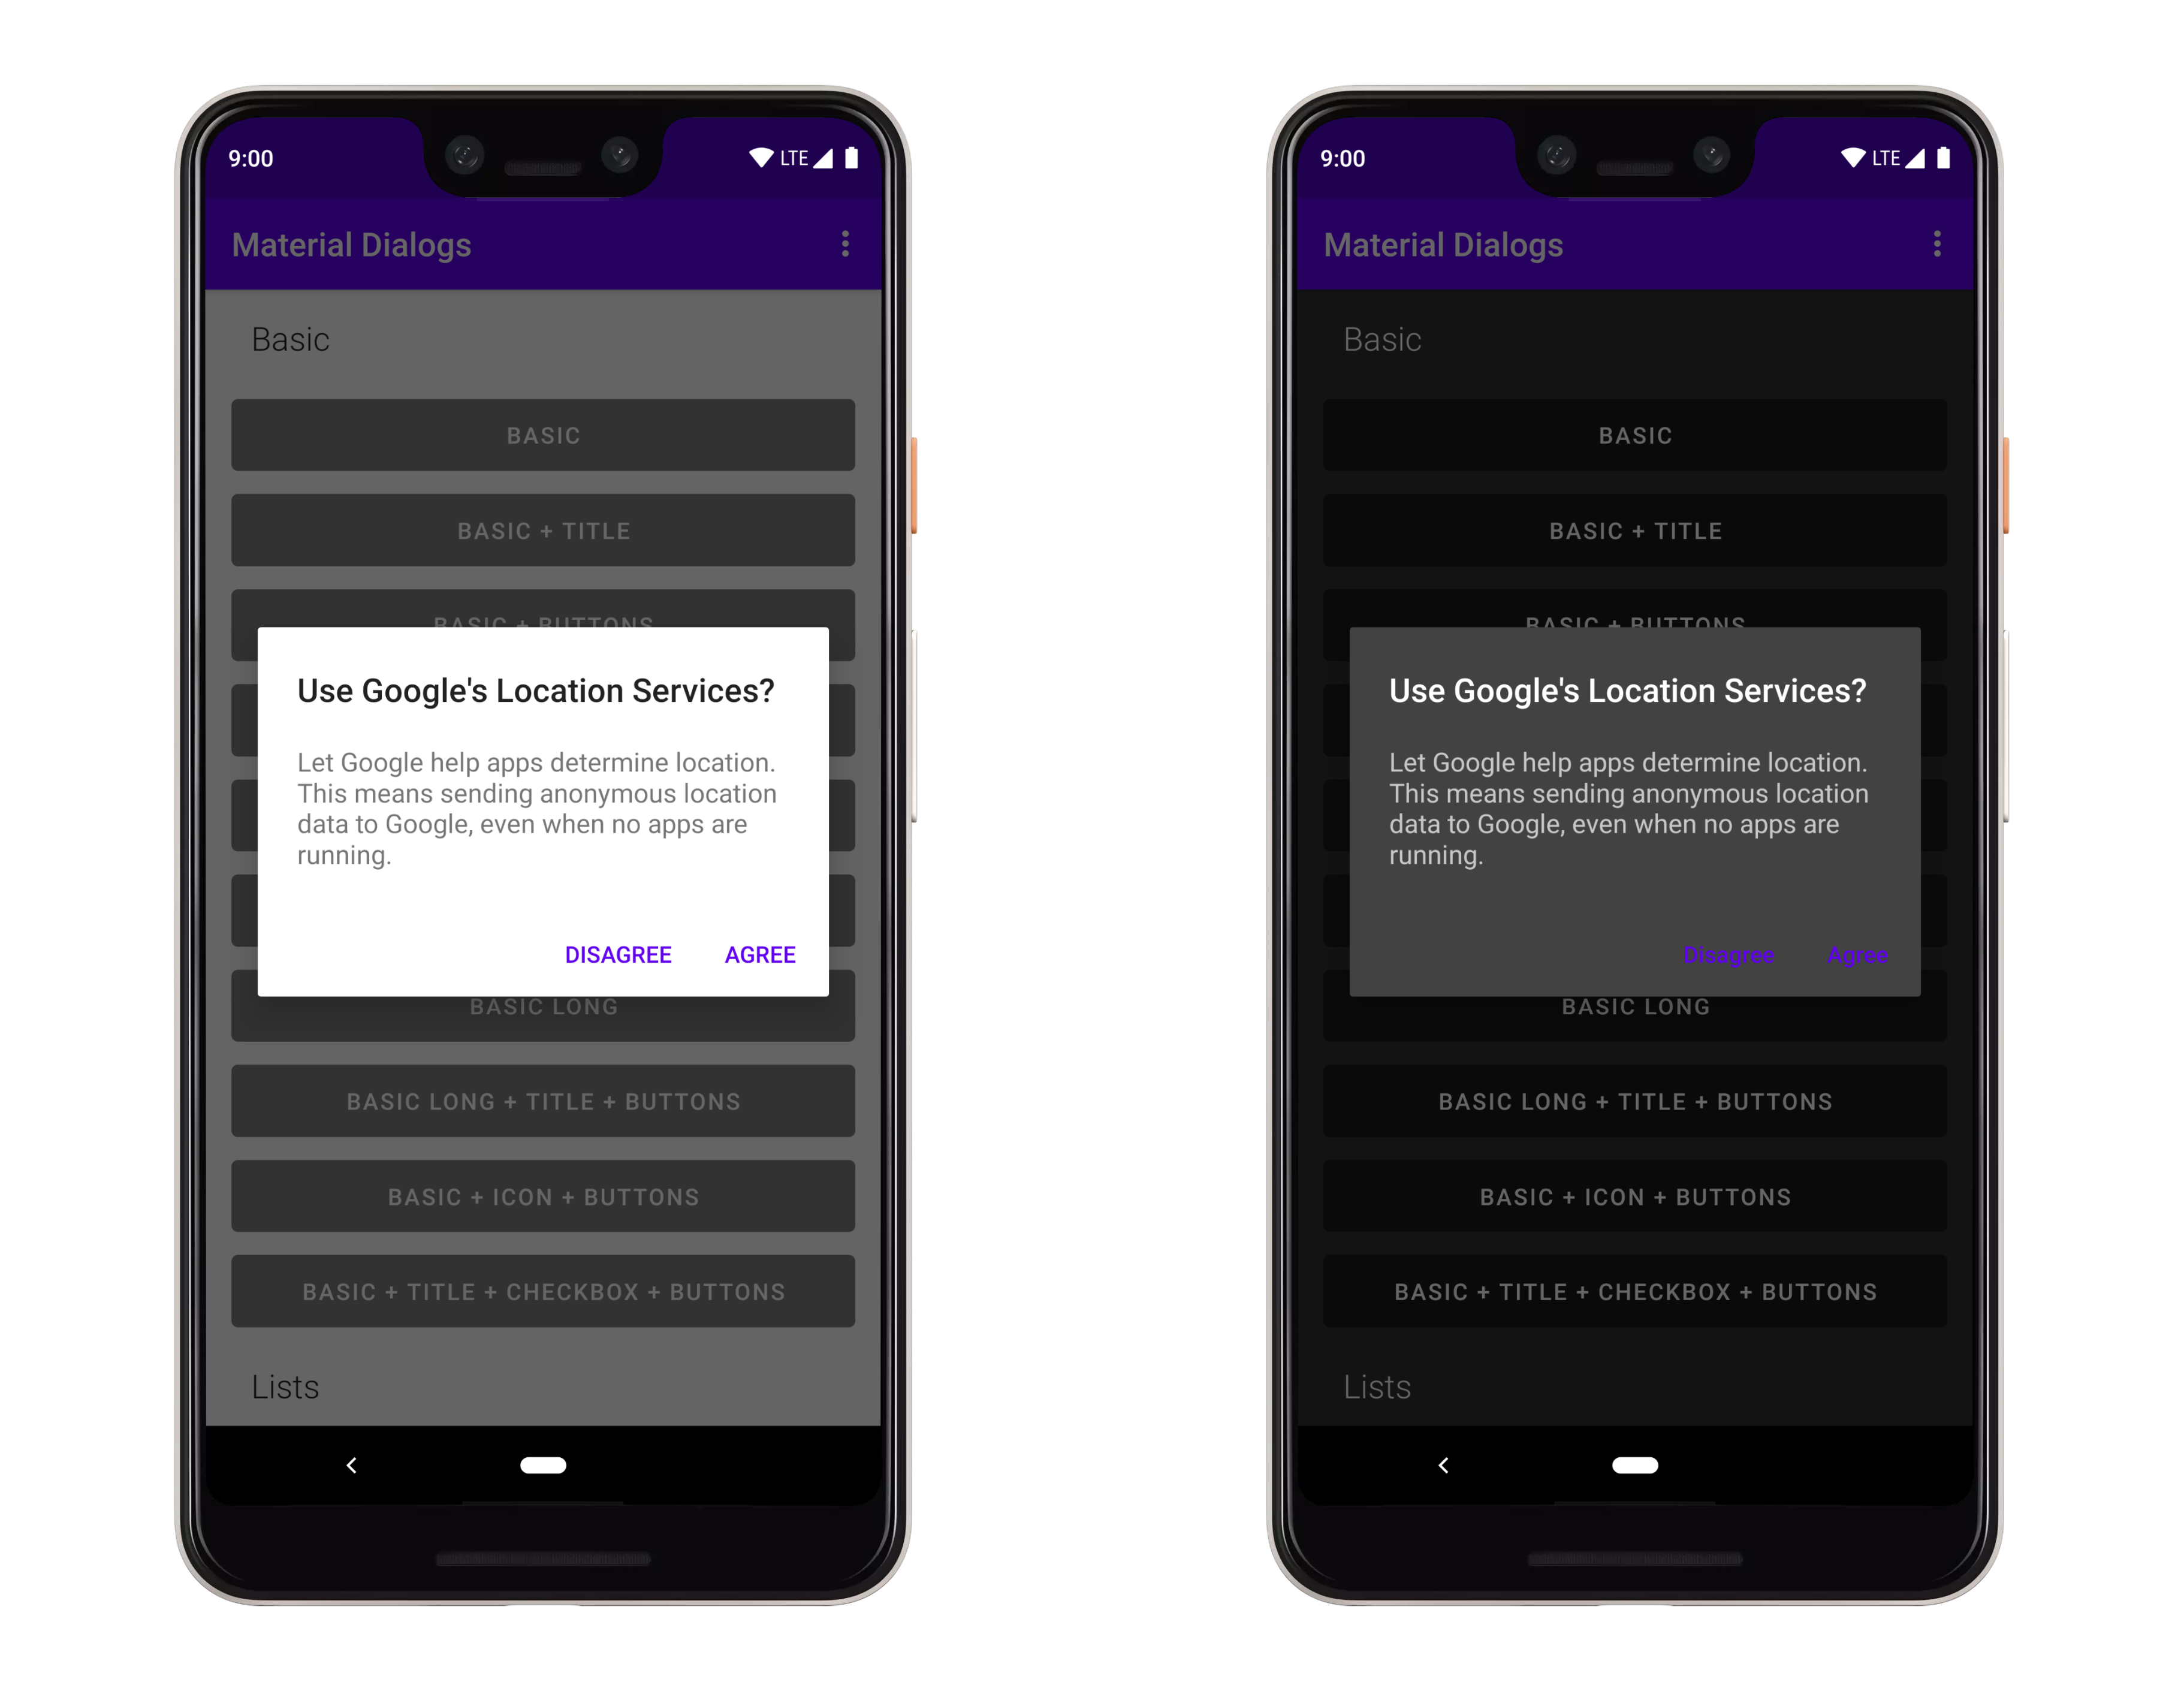 9:00
LTE
Material Dialogs
Basic
BASIC
BASIC + TITLE
BASIC + BUTTONS
Use Google's Location Services?
Let Google help apps determine location.
This means sending anonymous location
data to Google, even when no apps are
running.
DISAGREE AGREE
BASIC LONG
BASIC LONG + TITLE + BUTTONS
BASIC + ICON + BUTTONS
BASIC + TITLE + CHECKBOX + BUTTONS
Lists
9:00
LTE
Material Dialogs
Basic
BASIC
BASIC + TITLE
BASIC + BUTTONS
Use Google's Location Services?
Let Google help apps determine location.
This means sending anonymous location
data to Google, even when no apps are
running.
Disagree Agree
BASIC LONG
BASIC LONG + TITLE + BUTTONS
BASIC + ICON + BUTTONS
BASIC + TITLE + CHECKBOX + BUTTONS
Lists